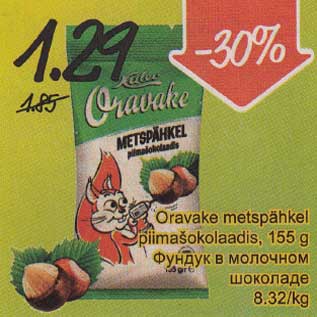 1.29
-30%
1.85
Kalev
Oravake
METSPÄHKEL
piimašokolaadis
Oravake metspähkel
piimašokolaadis, 155 g
Фундук в молочном
шоколаде
8.32/kg